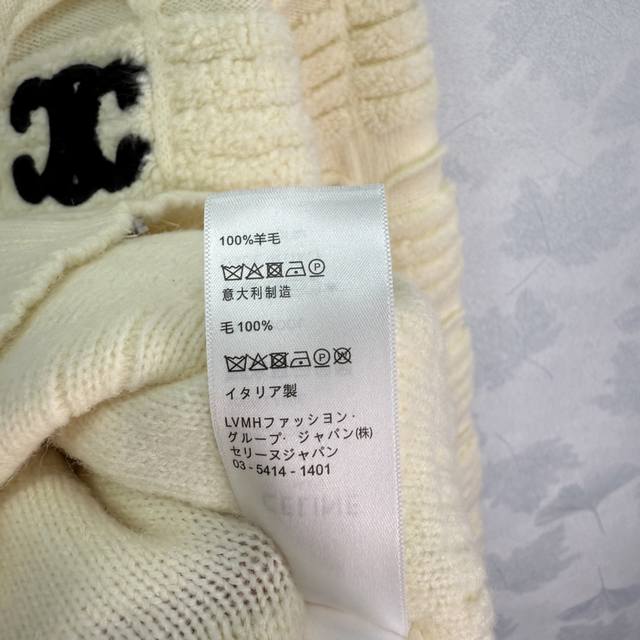 100%羊毛
意大利制造
毛 100%
イタリア製
LVMHファッション・
グループ・ ジャパン(株)
セリーヌジャパン
03 - 5414 - 1401
CELINE